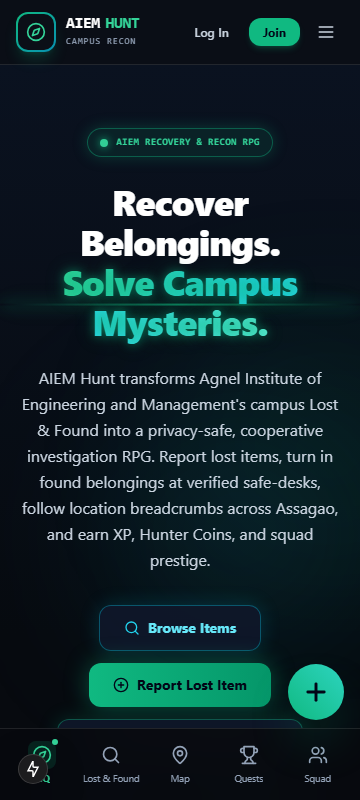 AIEM HUNT
CAMPUS RECON
Log In
Join
AIEM RECOVERY & RECON RPG
Recover
Belongings.
Solve Campus
Mysteries.
AIEM Hunt transforms Agnel Institute of
Engineering and Management's campus Lost
& Found into a privacy-safe, cooperative
investigation RPG. Report lost items, turn in
found belongings at verified safe-desks,
follow location breadcrumbs across Assagao,
and earn XP, Hunter Coins, and squad
prestige.
Browse Items
Report Lost Item
Lost & Found
Map
Quests
Squad